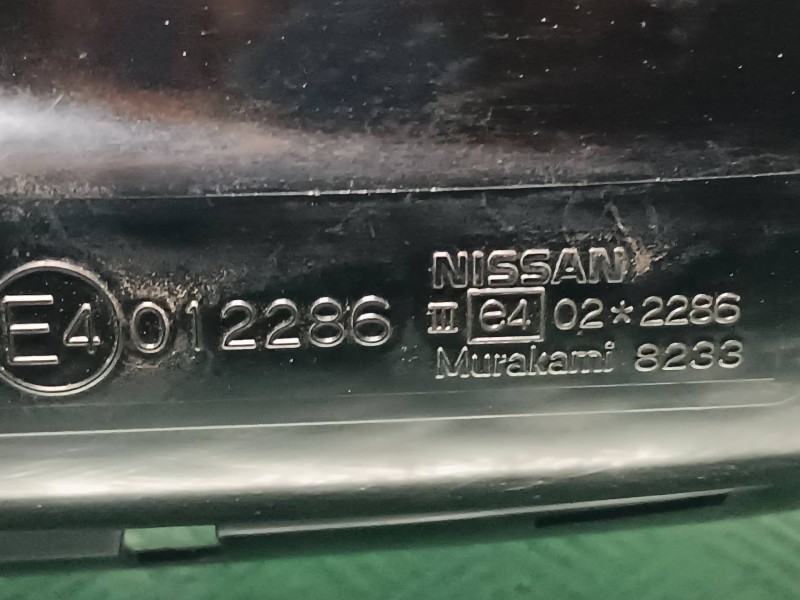 E4 012286
NISSAN
III e4 02*2286
Murakami 8233